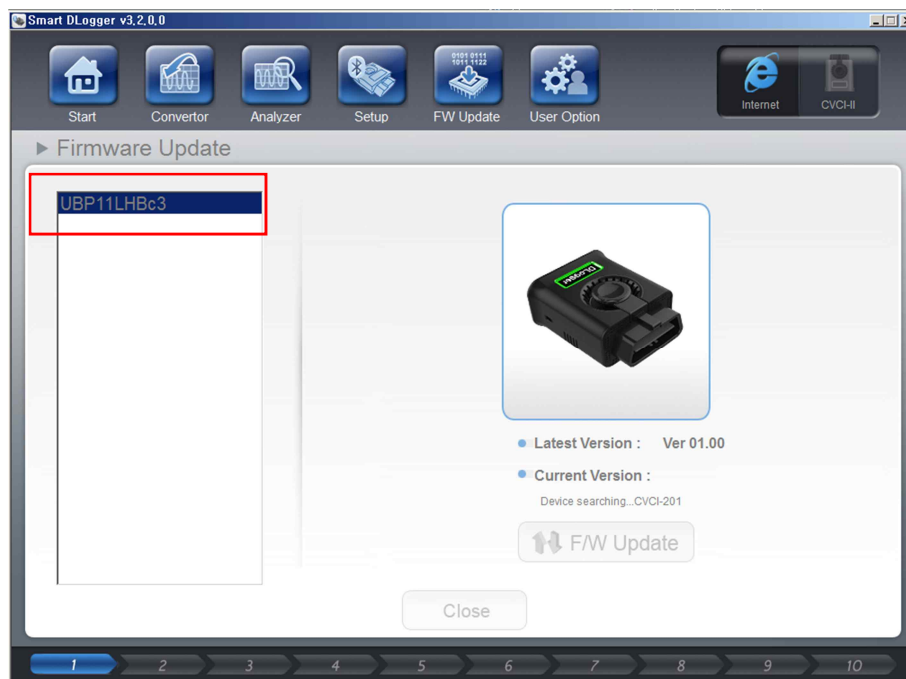 Smart DLogger v3,2,0,0
Start
Convertor
Analyzer
0101 0111
1011 1122
Setup
FW Update
User Option
Internet
CVCI-II
Firmware Update
UBP11LHBc3
DLogger
Latest Version : Ver 01.00
Current Version :
Device searching...CVCI-201
F/W Update
Close
1 2 3 4 5 6 7 8 9 10